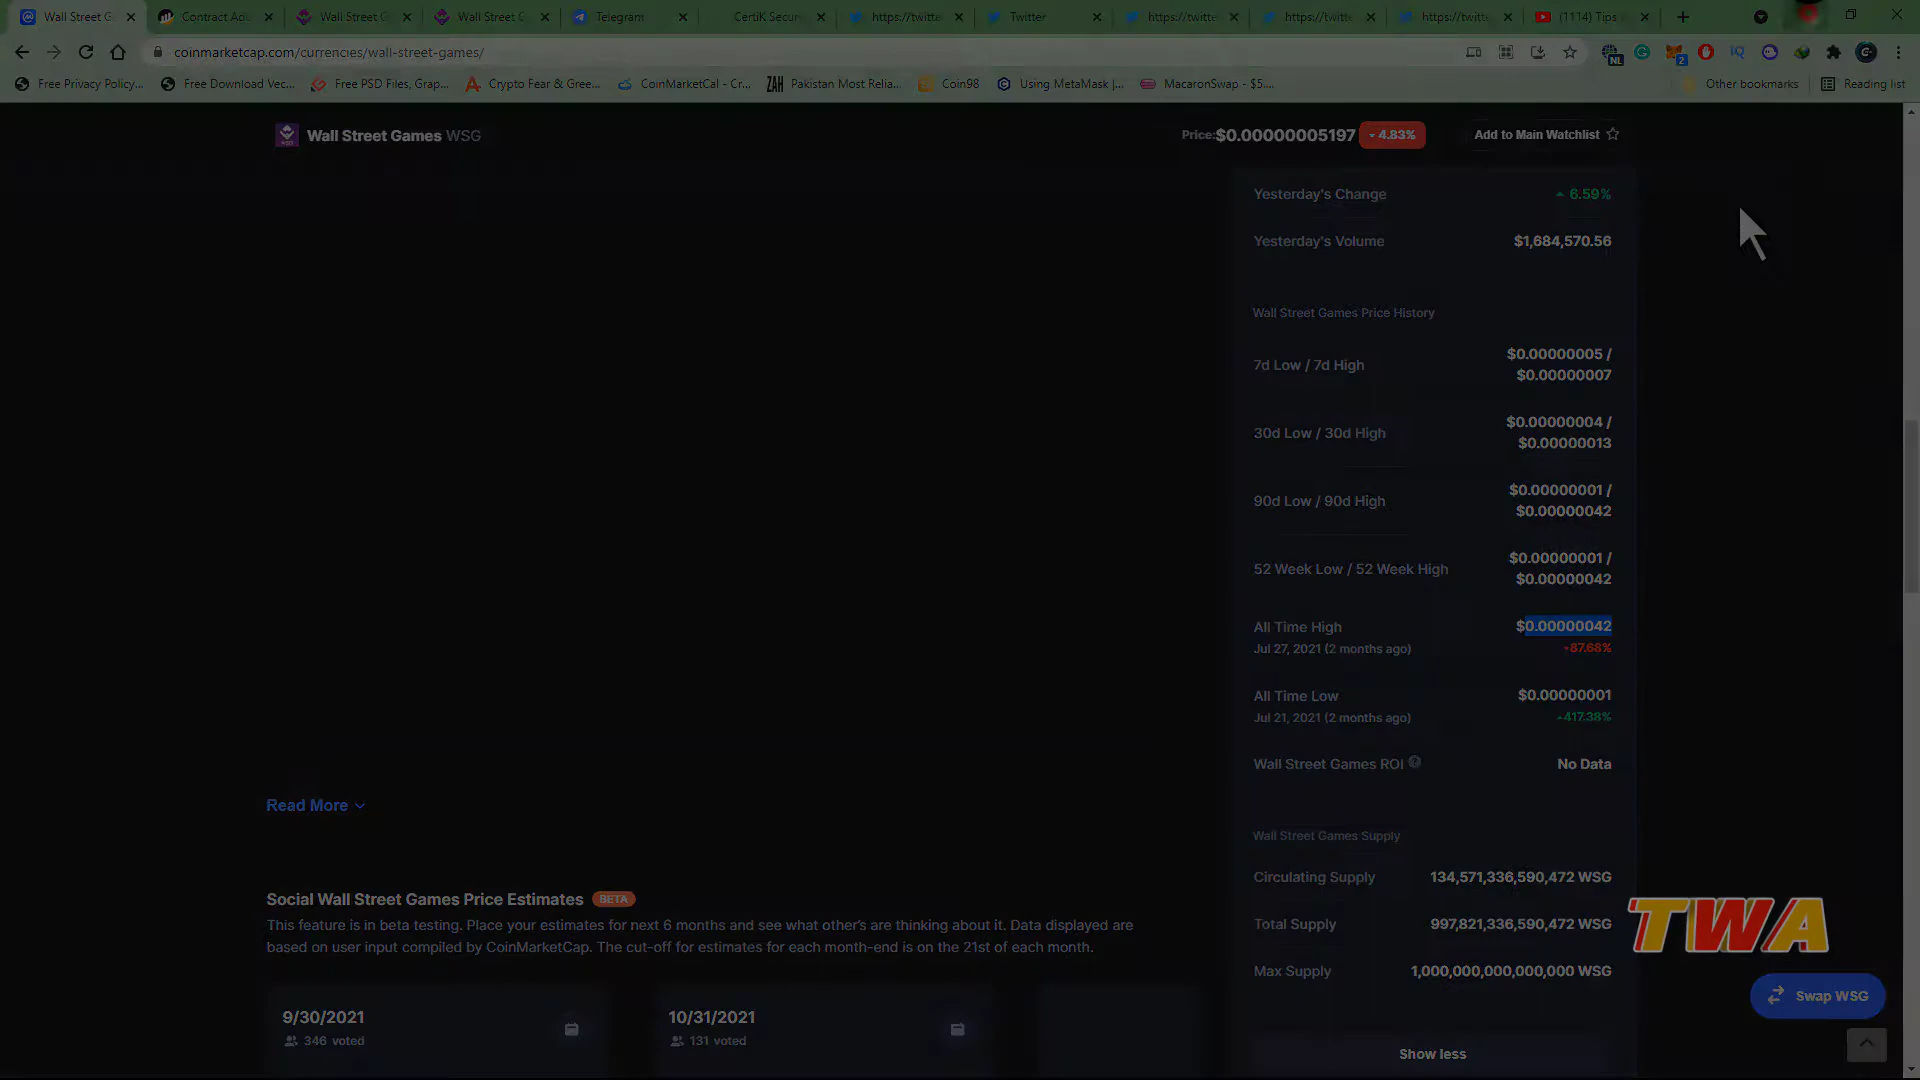 Wall Street G
Contract Ad
Wall Street G
Wall Street G
Telegram
CertiK Secur
https://twitte
Twitter
https://twitte
https://twitte
https://twitte
(1114) Tips
coinmarketcap.com/currencies/wall-street-games/
NL
2
IQ
Free Privacy Policy...
Free Download Vec...
Free PSD Files, Grap...
Crypto Fear & Gree...
CoinMarketCal - Cr...
ZAH Pakistan Most Relia...
Coin98
Using MetaMask |...
MacaronSwap - $5....
Other bookmarks
Reading list
Wall Street Games WSG
Price:$0.00000005197 4.83%
Add to Main Watchlist
Yesterday's Change 6.59%
Yesterday's Volume $1,684,570.56
Wall Street Games Price History
7d Low / 7d High $0.00000005 /
$0.00000007
30d Low / 30d High $0.00000004 /
$0.00000013
90d Low / 90d High $0.00000001 /
$0.00000042
52 Week Low / 52 Week High $0.00000001 /
$0.00000042
All Time High $0.00000042
Jul 27, 2021 (2 months ago) 87.68%
All Time Low $0.00000001
Jul 21, 2021 (2 months ago) 417.38%
Wall Street Games ROI No Data
Read More
Wall Street Games Supply
Circulating Supply 134,571,336,590,472 WSG
Total Supply 997,821,336,590,472 WSG
Max Supply 1,000,000,000,000,000 WSG
Show less
Social Wall Street Games Price Estimates BETA
This feature is in beta testing. Place your estimates for next 6 months and see what other's are thinking about it. Data displayed are
based on user input compiled by CoinMarketCap. The cut-off for estimates for each month-end is on the 21st of each month.
9/30/2021
346 voted
10/31/2021
131 voted
TWA
Swap WSG